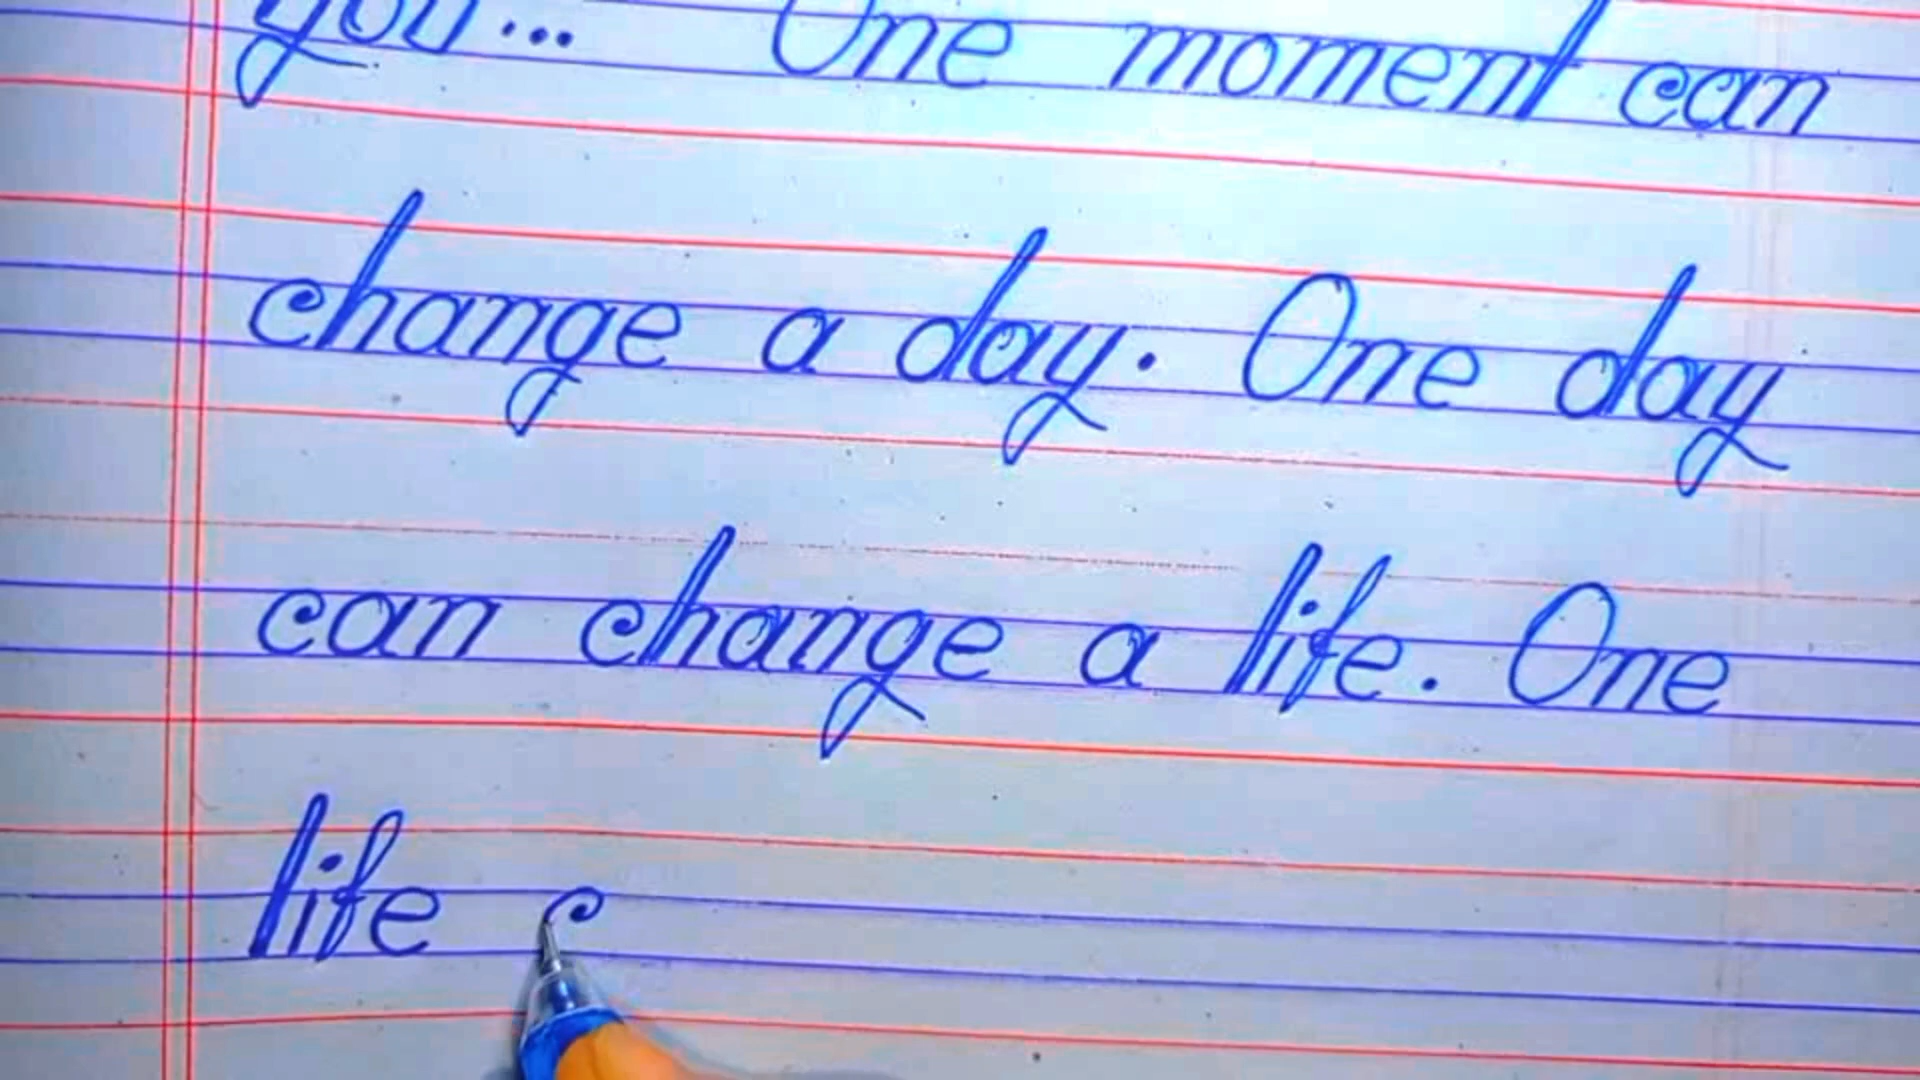 you... One moment can
change a day. One day
can change a life. One
life c